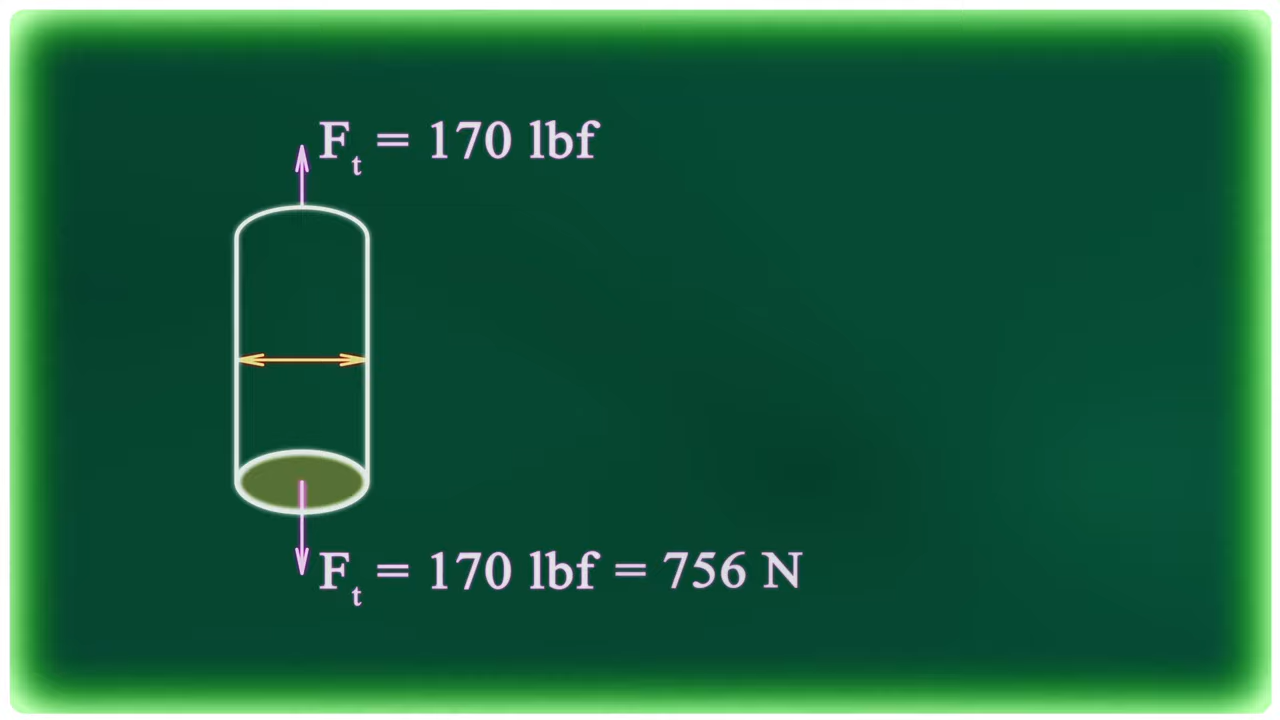 Fₜ = 170 lbf
Fₜ = 170 lbf = 756 N